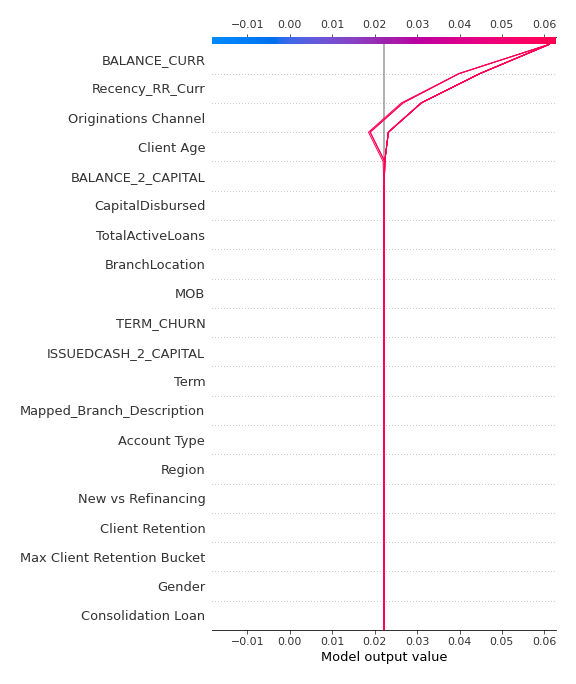 −0.01 0.00 0.01 0.02 0.03 0.04 0.05 0.06
BALANCE_CURR
Recency_RR_Curr
Originations Channel
Client Age
BALANCE_2_CAPITAL
CapitalDisbursed
TotalActiveLoans
BranchLocation
MOB
TERM_CHURN
ISSUEDCASH_2_CAPITAL
Term
Mapped_Branch_Description
Account Type
Region
New vs Refinancing
Client Retention
Max Client Retention Bucket
Gender
Consolidation Loan
−0.01 0.00 0.01 0.02 0.03 0.04 0.05 0.06
Model output value